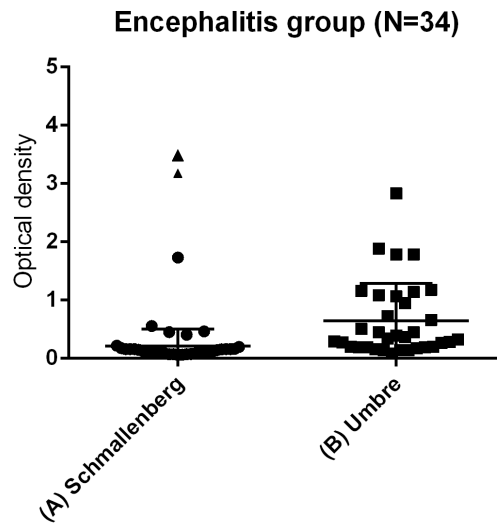 Encephalitis group (N=34)
Optical density
5
4
3
2
1
0
(A) Schmallenberg
(B) Umbre